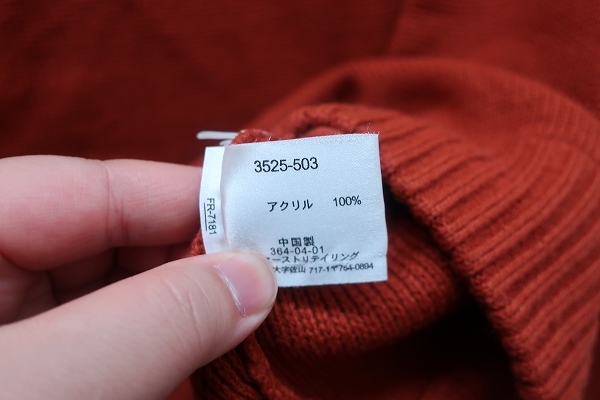 3525-503
アクリル 100%
中国製
364-04-01
ーストリテイリング
大字佐山 717-1〒754-0894
FR-7181